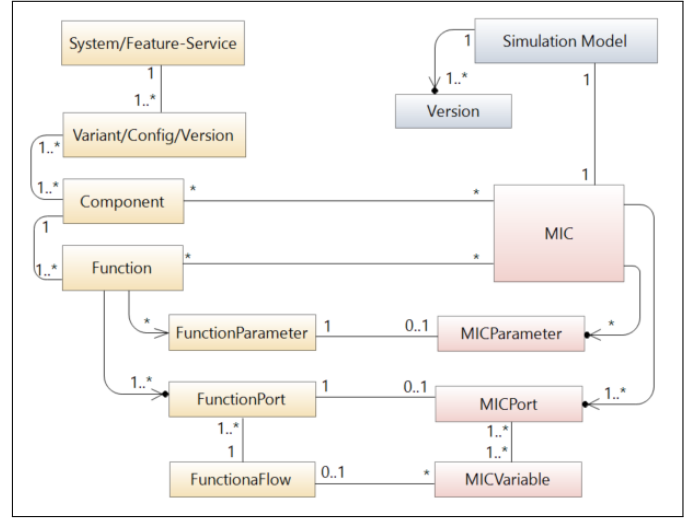 System/Feature-Service
1
1..*
Variant/Config/Version
1..*
1..*
Component
1
1..*
Function
Simulation Model
1
1..*
Version
1
1
MIC
*
*
*
*
*
FunctionParameter
1
0..1
MICParameter
*
1..*
FunctionPort
1
0..1
MICPort
1..*
1..*
1
1..*
1..*
FunctionaFlow
0..1
*
MICVariable